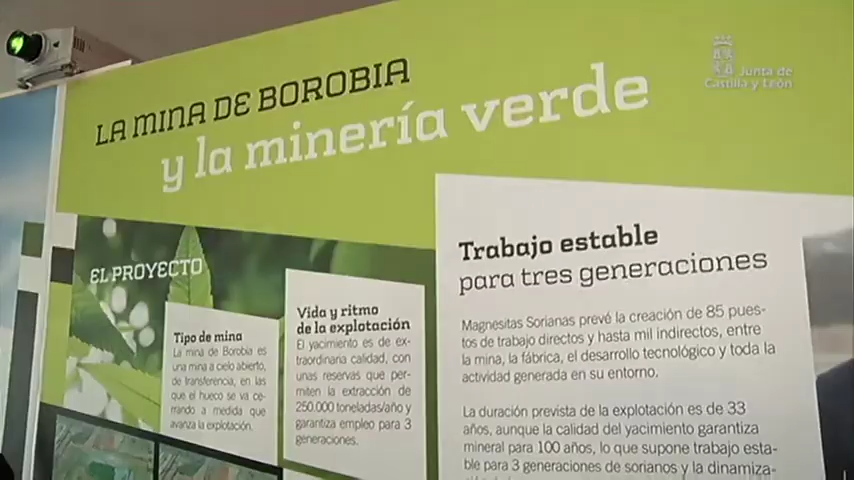 LA MINA DE BOROBIA
y la minería verde
Junta de
Castilla y León
EL PROYECTO
Tipo de mina
La mina de Borobia es
una mina a cielo abierto,
de transferencia, en las
que el hueco se va ce-
rrando a medida que
avanza la explotación.
Vida y ritmo
de la explotación
El yacimiento es de ex-
traordinaria calidad, con
unas reservas que per-
miten la extracción de
250.000 toneladas/año y
garantiza empleo para 3
generaciones.
Trabajo estable
para tres generaciones
Magnesitas Sorianas prevé la creación de 85 pues-
tos de trabajo directos y hasta mil indirectos, entre
la mina, la fábrica, el desarrollo tecnológico y toda la
actividad generada en su entorno.
La duración prevista de la explotación es de 33
años, aunque la calidad del yacimiento garantiza
mineral para 100 años, lo que supone trabajo esta-
ble para 3 generaciones de sorianos y la dinamiza-